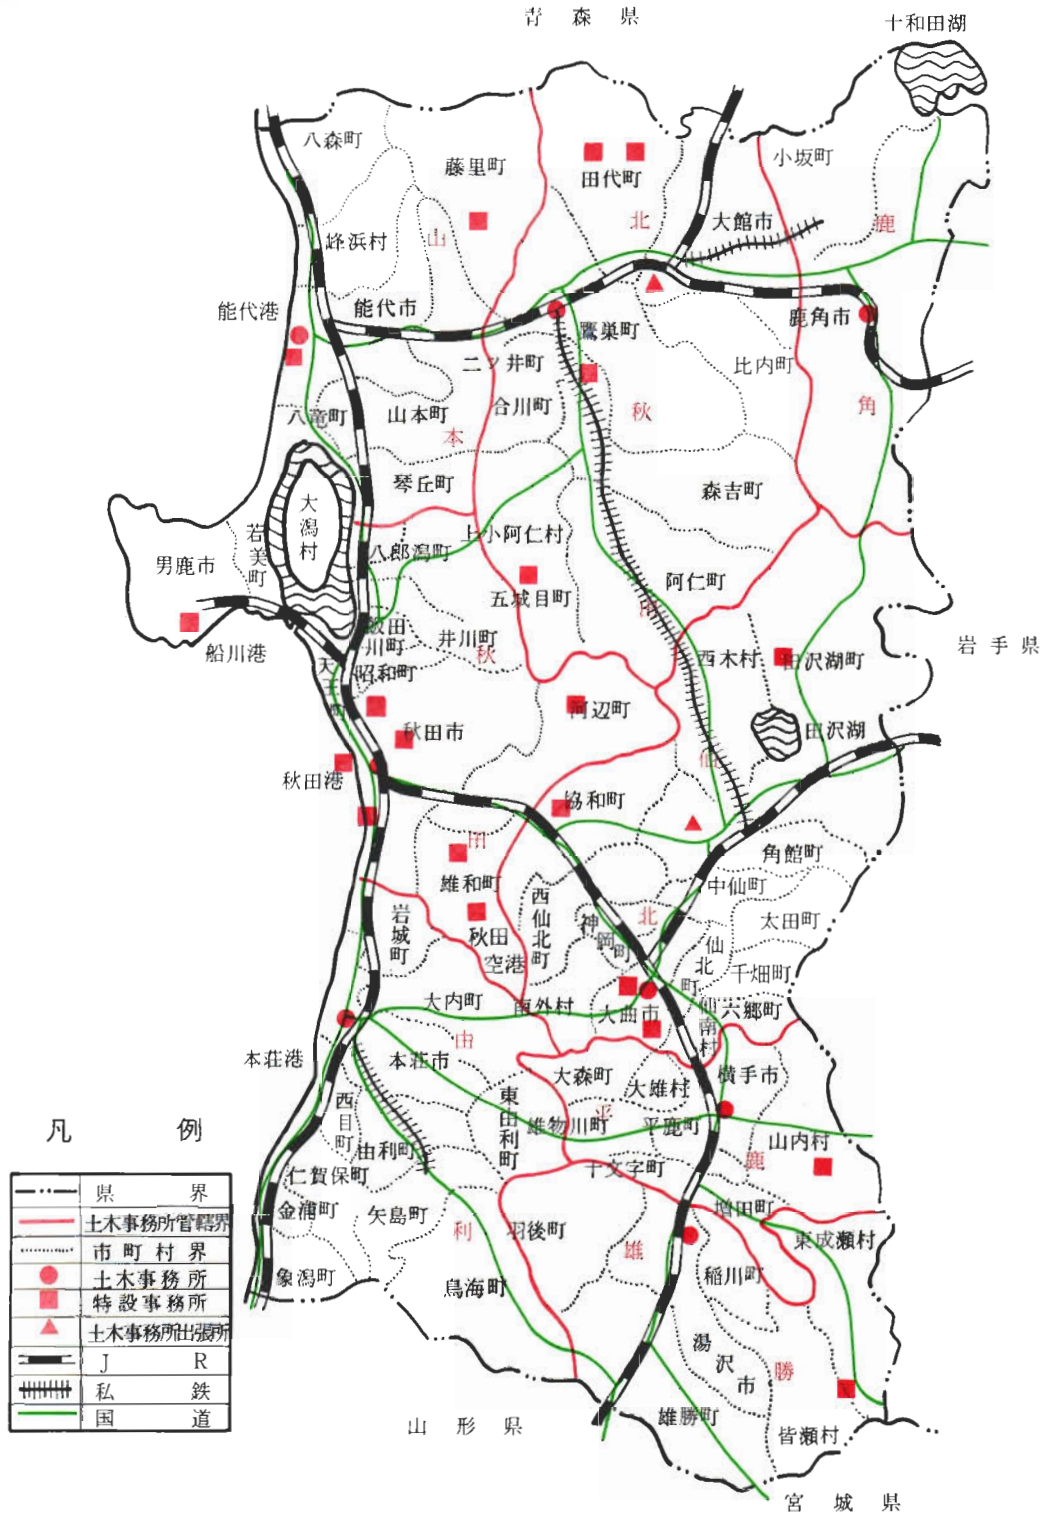 青森県
十和田湖
八森町
藤里町
田代町
小坂町
北
大館市
鹿
峰浜村
山
能代港
能代市
鷹巣町
鹿角市
二ツ井町
比内町
八竜町
山本町
合川町
秋
角
本
琴丘町
森吉町
大潟村
若美町
男鹿市
八郎潟町
上小阿仁村
五城目町
阿仁町
船川港
飯田川町
井川町
秋
西木村
田沢湖町
岩手県
天王町
昭和町
河辺町
秋田市
田沢湖
仙
秋田港
協和町
田
角館町
雄和町
中仙町
西仙北町
岩城町
神岡町
北
太田町
秋田空港
仙北町
千畑町
大内町
南外村
大曲市
仙南村
六郷町
由
本荘港
本荘市
大森町
大雄村
横手市
西目町
東由利町
雄物川町
平
平鹿町
山内村
由利町
鹿
十文字町
仁賀保町
金浦町
矢島町
利
羽後町
雄
増田町
東成瀬村
象潟町
鳥海町
稲川町
湯沢市
勝
雄勝町
皆瀬村
山形県
宮城県
凡例
県界
土木事務所管轄界
市町村界
土木事務所
特設事務所
土木事務所出張所
JR
私鉄
国道